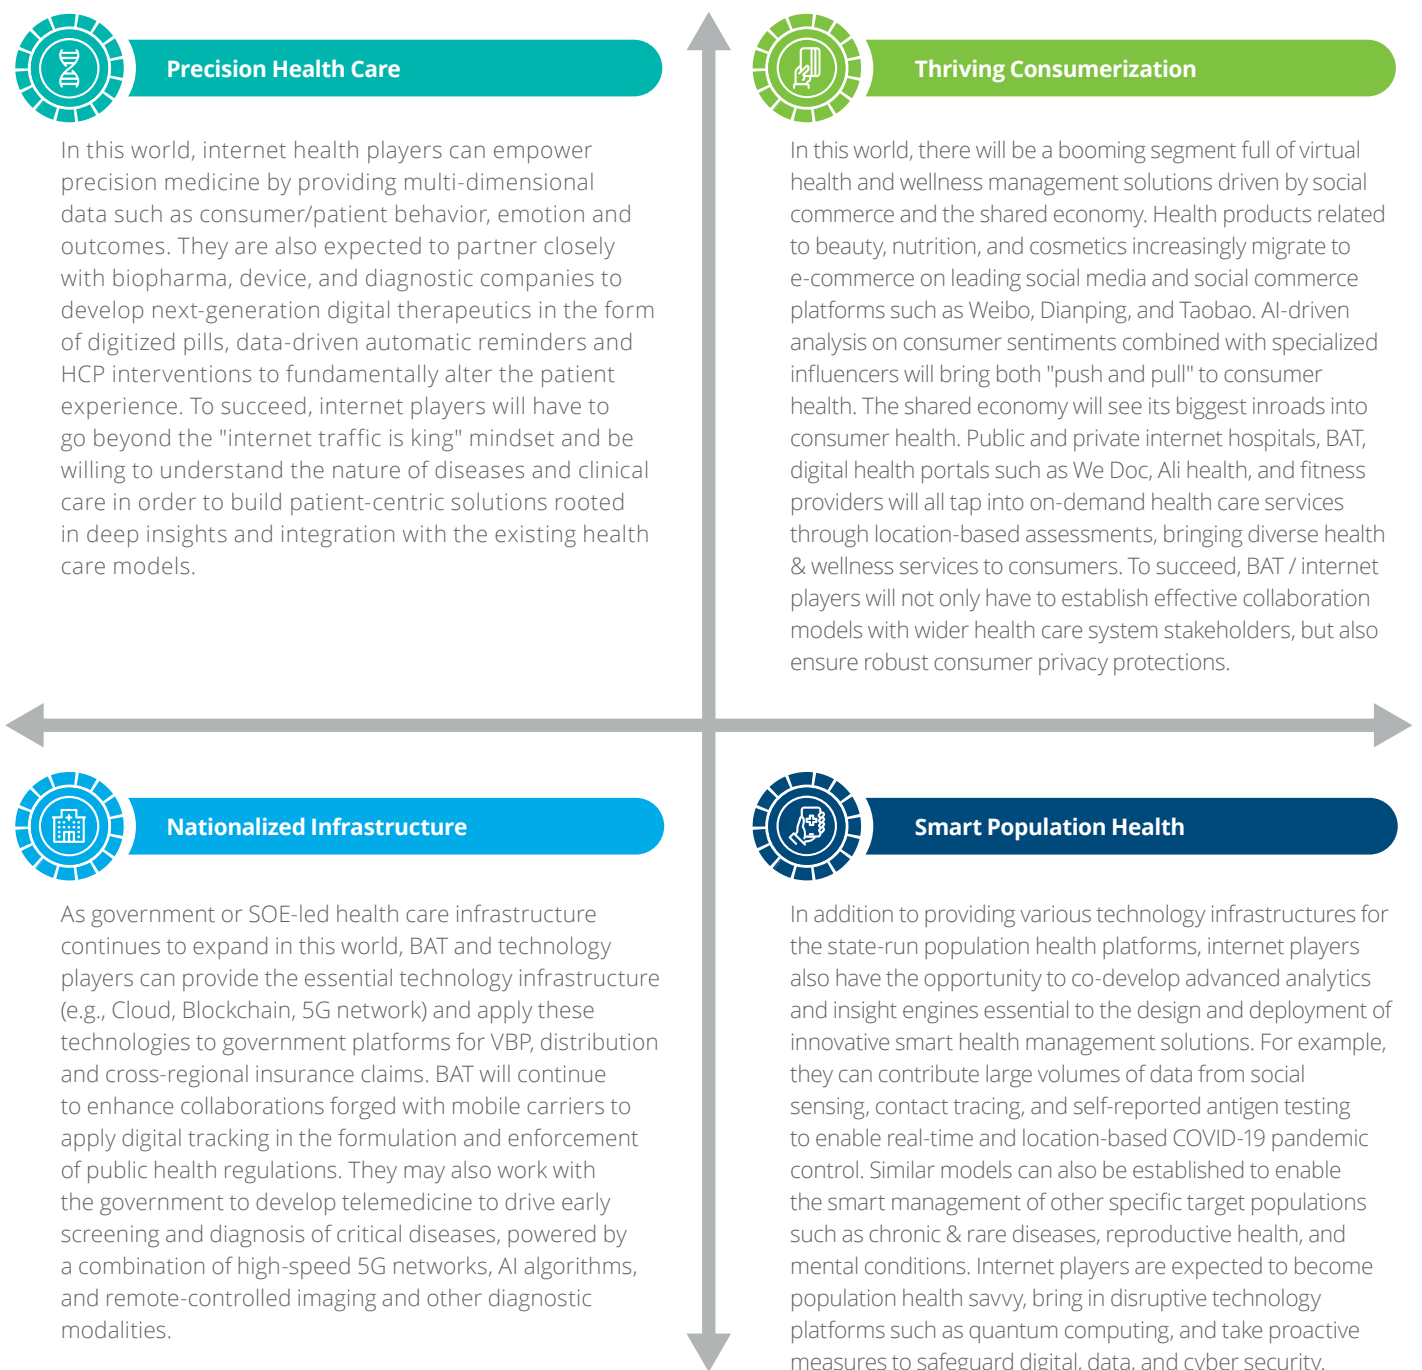 Precision Health Care
In this world, internet health players can empower
precision medicine by providing multi-dimensional
data such as consumer/patient behavior, emotion and
outcomes. They are also expected to partner closely
with biopharma, device, and diagnostic companies to
develop next-generation digital therapeutics in the form
of digitized pills, data-driven automatic reminders and
HCP interventions to fundamentally alter the patient
experience. To succeed, internet players will have to
go beyond the "internet traffic is king" mindset and be
willing to understand the nature of diseases and clinical
care in order to build patient-centric solutions rooted
in deep insights and integration with the existing health
care models.
Thriving Consumerization
In this world, there will be a booming segment full of virtual
health and wellness management solutions driven by social
commerce and the shared economy. Health products related
to beauty, nutrition, and cosmetics increasingly migrate to
e-commerce on leading social media and social commerce
platforms such as Weibo, Dianping, and Taobao. AI-driven
analysis on consumer sentiments combined with specialized
influencers will bring both "push and pull" to consumer
health. The shared economy will see its biggest inroads into
consumer health. Public and private internet hospitals, BAT,
digital health portals such as We Doc, Ali health, and fitness
providers will all tap into on-demand health care services
through location-based assessments, bringing diverse health
& wellness services to consumers. To succeed, BAT / internet
players will not only have to establish effective collaboration
models with wider health care system stakeholders, but also
ensure robust consumer privacy protections.
Nationalized Infrastructure
As government or SOE-led health care infrastructure
continues to expand in this world, BAT and technology
players can provide the essential technology infrastructure
(e.g., Cloud, Blockchain, 5G network) and apply these
technologies to government platforms for VBP, distribution
and cross-regional insurance claims. BAT will continue
to enhance collaborations forged with mobile carriers to
apply digital tracking in the formulation and enforcement
of public health regulations. They may also work with
the government to develop telemedicine to drive early
screening and diagnosis of critical diseases, powered by
a combination of high-speed 5G networks, AI algorithms,
and remote-controlled imaging and other diagnostic
modalities.
Smart Population Health
In addition to providing various technology infrastructures for
the state-run population health platforms, internet players
also have the opportunity to co-develop advanced analytics
and insight engines essential to the design and deployment of
innovative smart health management solutions. For example,
they can contribute large volumes of data from social
sensing, contact tracing, and self-reported antigen testing
to enable real-time and location-based COVID-19 pandemic
control. Similar models can also be established to enable
the smart management of other specific target populations
such as chronic & rare diseases, reproductive health, and
mental conditions. Internet players are expected to become
population health savvy, bring in disruptive technology
platforms such as quantum computing, and take proactive
measures to safeguard digital, data, and cyber security.